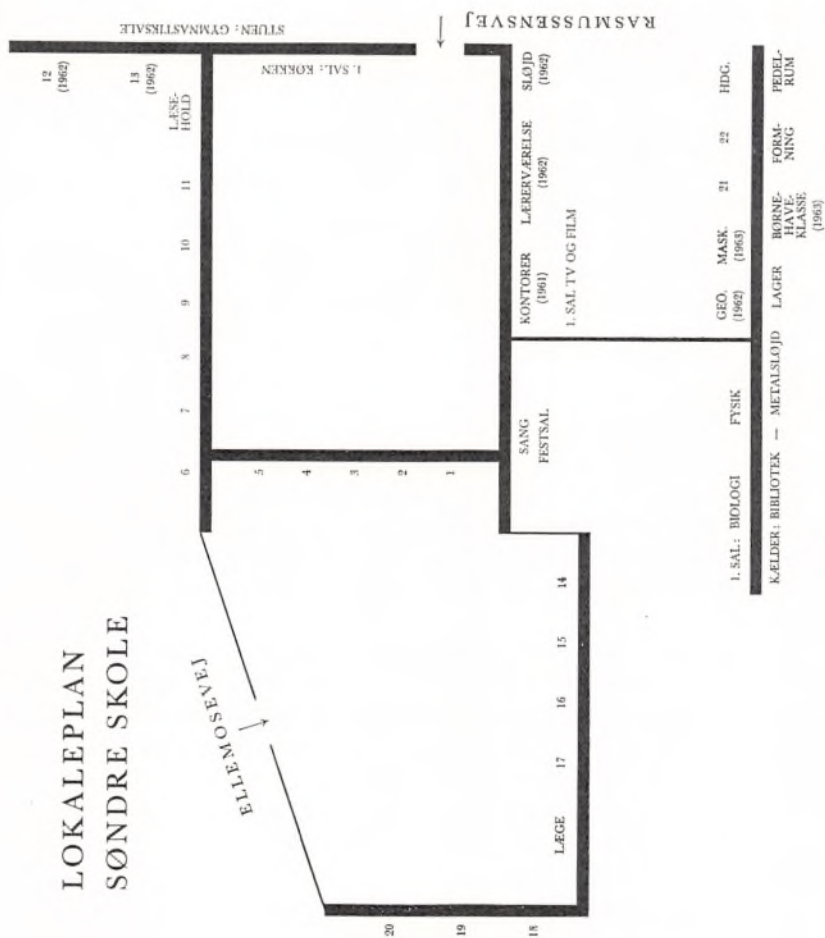 LOKALEPLAN
SØNDRE SKOLE
ELLEMOSEVEJ
RASMUSSENSVEJ
STUEN: GYMNASTIKSALE
1. SAL: KØKKEN
12
(1962)
13
(1962)
LÆSE-
HOLD
11
10
9
8
7
6
5
4
3
2
1
SLØJD
(1962)
LÆRERVÆRELSE
(1962)
KONTORER
(1961)
1. SAL TV OG FILM
SANG
FESTSAL
14
15
16
17
LÆGE
18
19
20
HDG.
22
21
MASK.
(1963)
GEO.
(1962)
FYSIK
1. SAL: BIOLOGI
PEDEL-
RUM
FORM-
NING
BØRNE-
HAVE-
KLASSE
(1963)
LAGER
KÆLDER: BIBLIOTEK — METALSLØJD